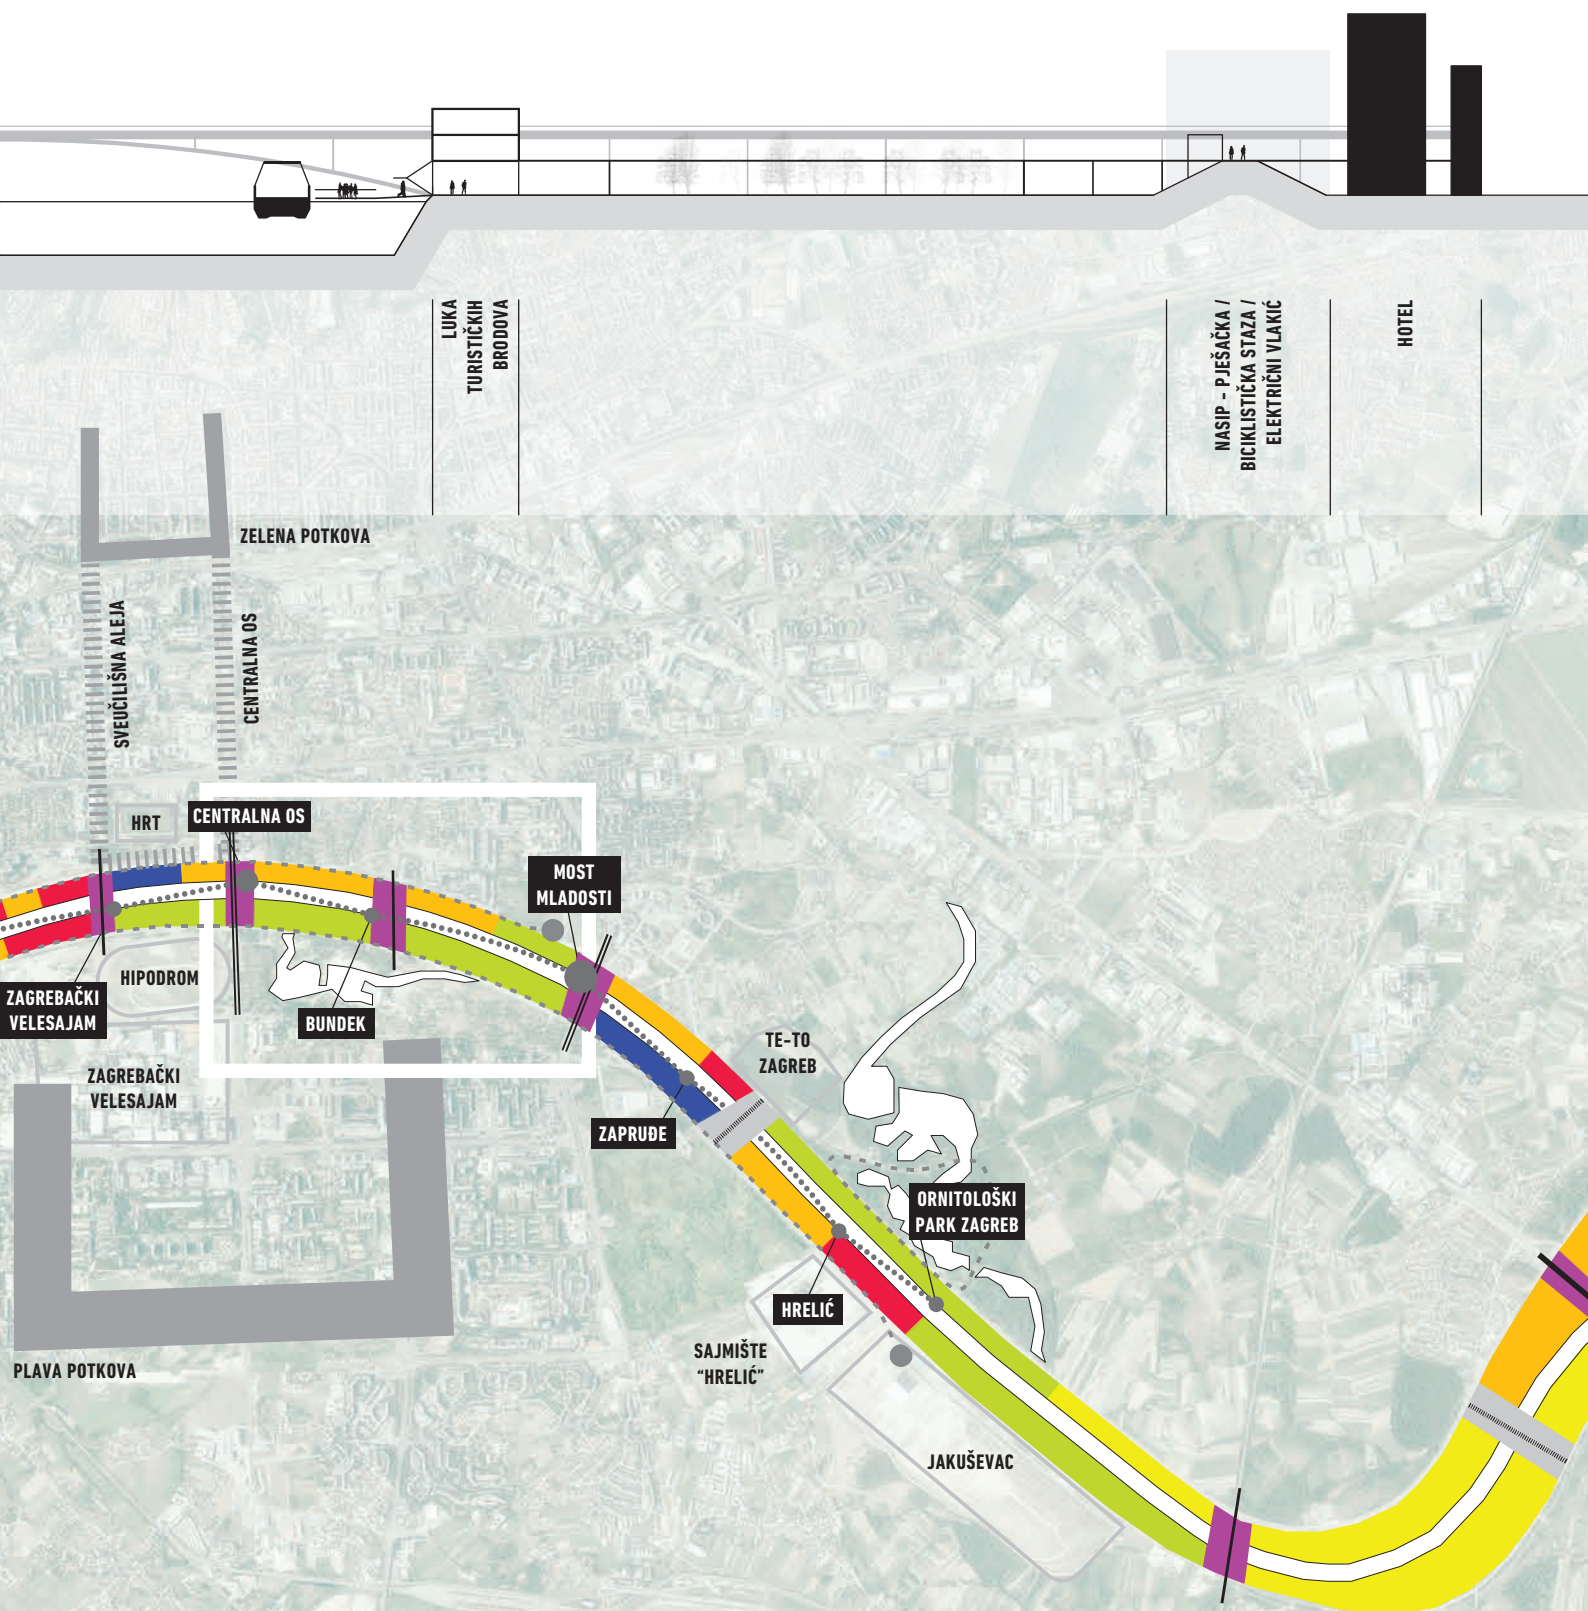 LUKA
TURISTIČKIH
BRODOVA
NASIP - PJEŠAČKA /
BICIKLISTIČKA STAZA /
ELEKTRIČNI VLAKIĆ
HOTEL
ZELENA POTKOVA
SVEUČILIŠNA ALEJA
CENTRALNA OS
HRT
CENTRALNA OS
MOST
MLADOSTI
HIPODROM
ZAGREBAČKI
VELESAJAM
BUNDEK
ZAGREBAČKI
VELESAJAM
TE-TO
ZAGREB
ZAPRUĐE
ORNITOLOŠKI
PARK ZAGREB
HRELIĆ
SAJMIŠTE
“HRELIĆ”
PLAVA POTKOVA
JAKUŠEVAC